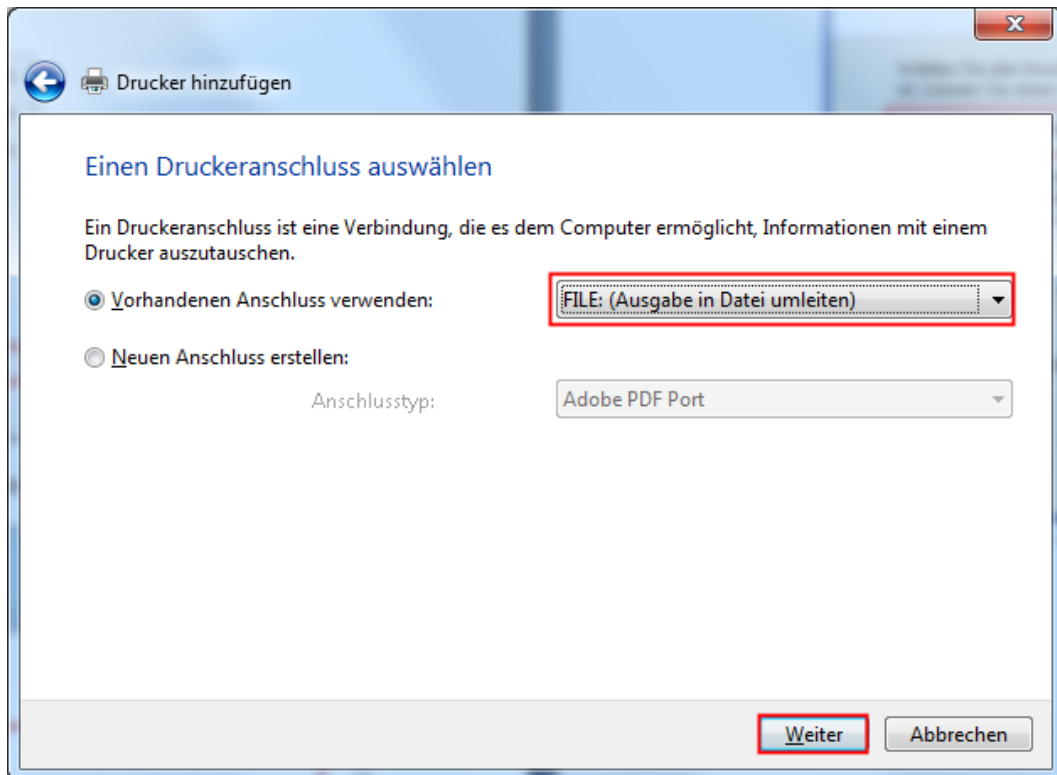 Drucker hinzufügen
Einen Druckeranschluss auswählen
Ein Druckeranschluss ist eine Verbindung, die es dem Computer ermöglicht, Informationen mit einem
Drucker auszutauschen.
Vorhandenen Anschluss verwenden: FILE: (Ausgabe in Datei umleiten)
Neuen Anschluss erstellen:
Anschlusstyp: Adobe PDF Port
Weiter Abbrechen